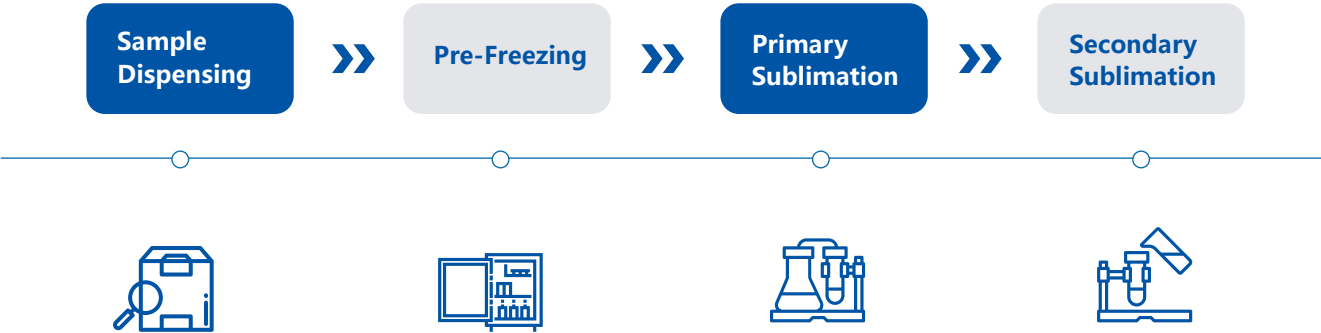 Sample
Dispensing
Pre-Freezing
Primary
Sublimation
Secondary
Sublimation